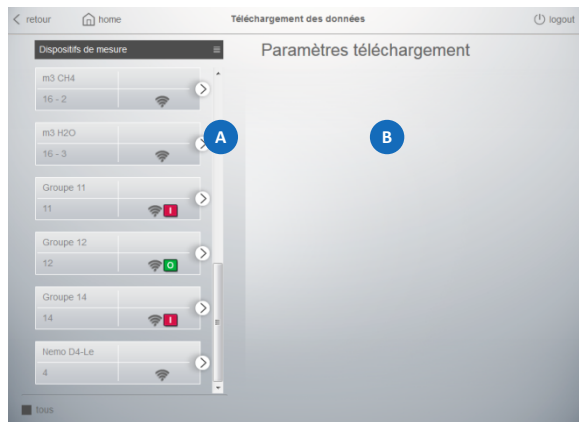 retour home Téléchargement des données logout
Dispositifs de mesure
Paramètres téléchargement
m3 CH4
16 - 2
m3 H2O
16 - 3
A
B
Groupe 11
11 I
Groupe 12
12 O
Groupe 14
14 I
Nemo D4-Le
4
tous